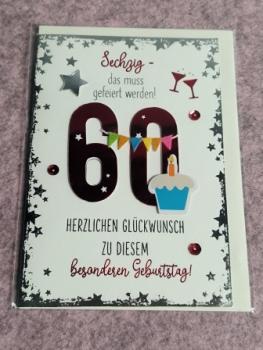 Sechzig -
das muss
gefeiert werden!
60
HERZLICHEN GLÜCKWUNSCH
ZU DIESEM
besonderen Geburtstag!